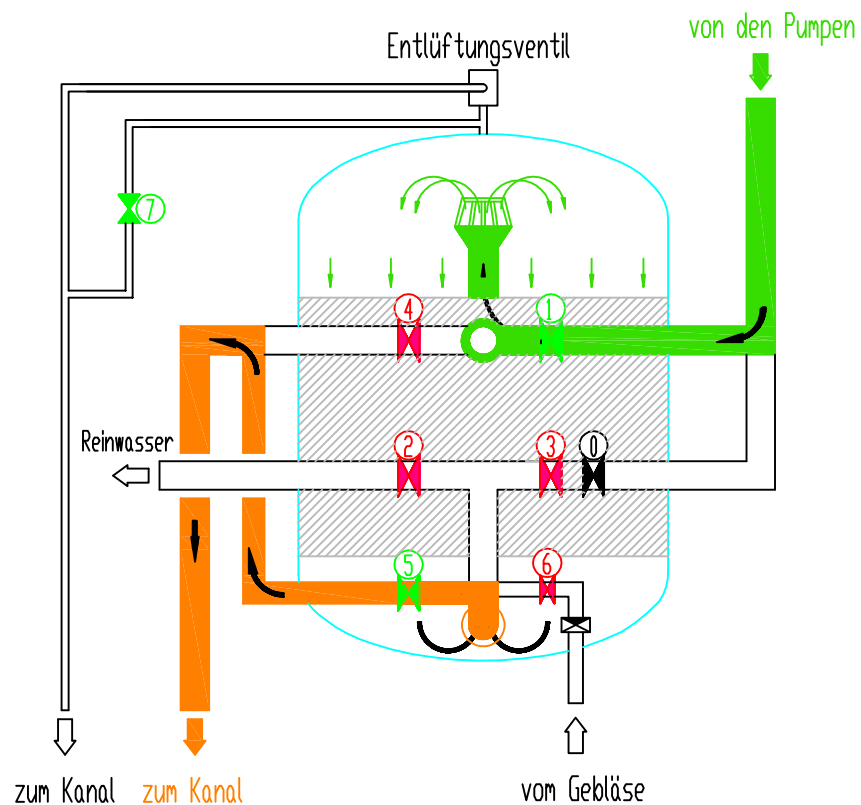 von den Pumpen
Entlüftungsventil
7
4
1
Reinwasser
2
3
0
5
6
zum Kanal
zum Kanal
vom Gebläse